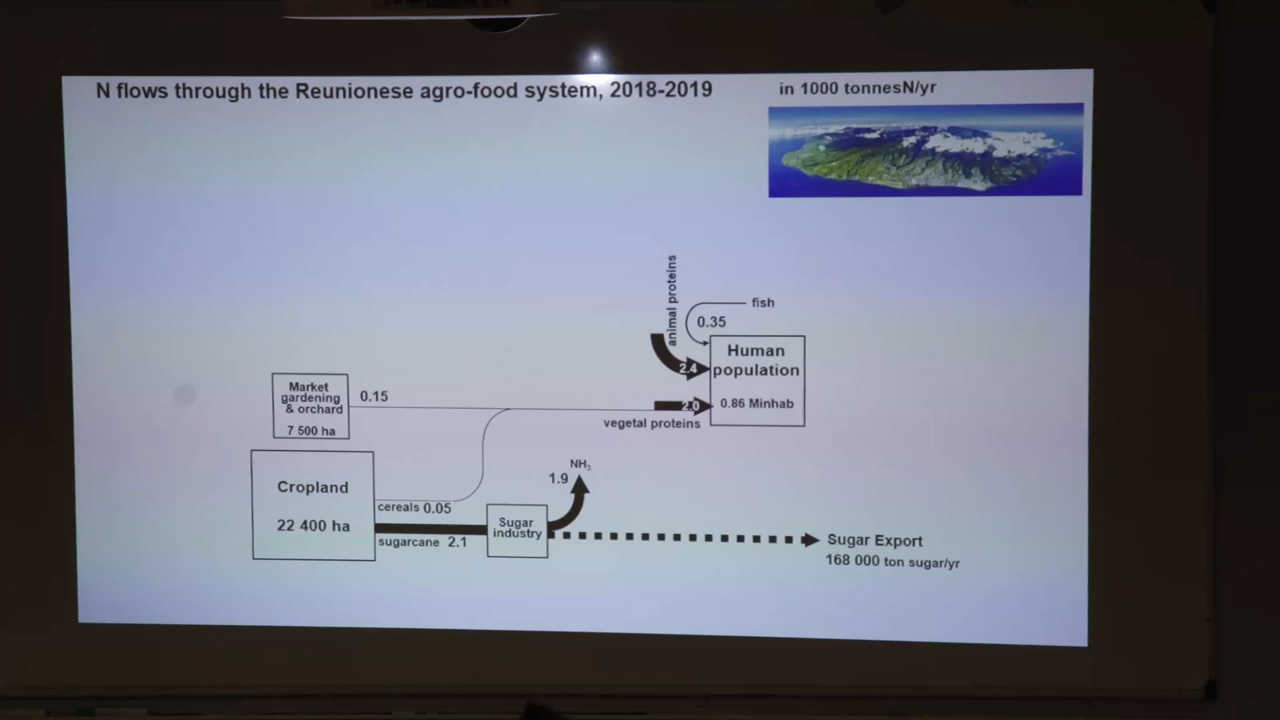 N flows through the Reunionese agro-food system, 2018-2019
in 1000 tonnesN/yr
animal proteins
fish
0.35
2.4
Human
population
0.86 Minhab
2.0
vegetal proteins
Market
gardening
& orchard
7 500 ha
0.15
Cropland
22 400 ha
cereals 0.05
sugarcane 2.1
Sugar
industry
NH₃
1.9
Sugar Export
168 000 ton sugar/yr